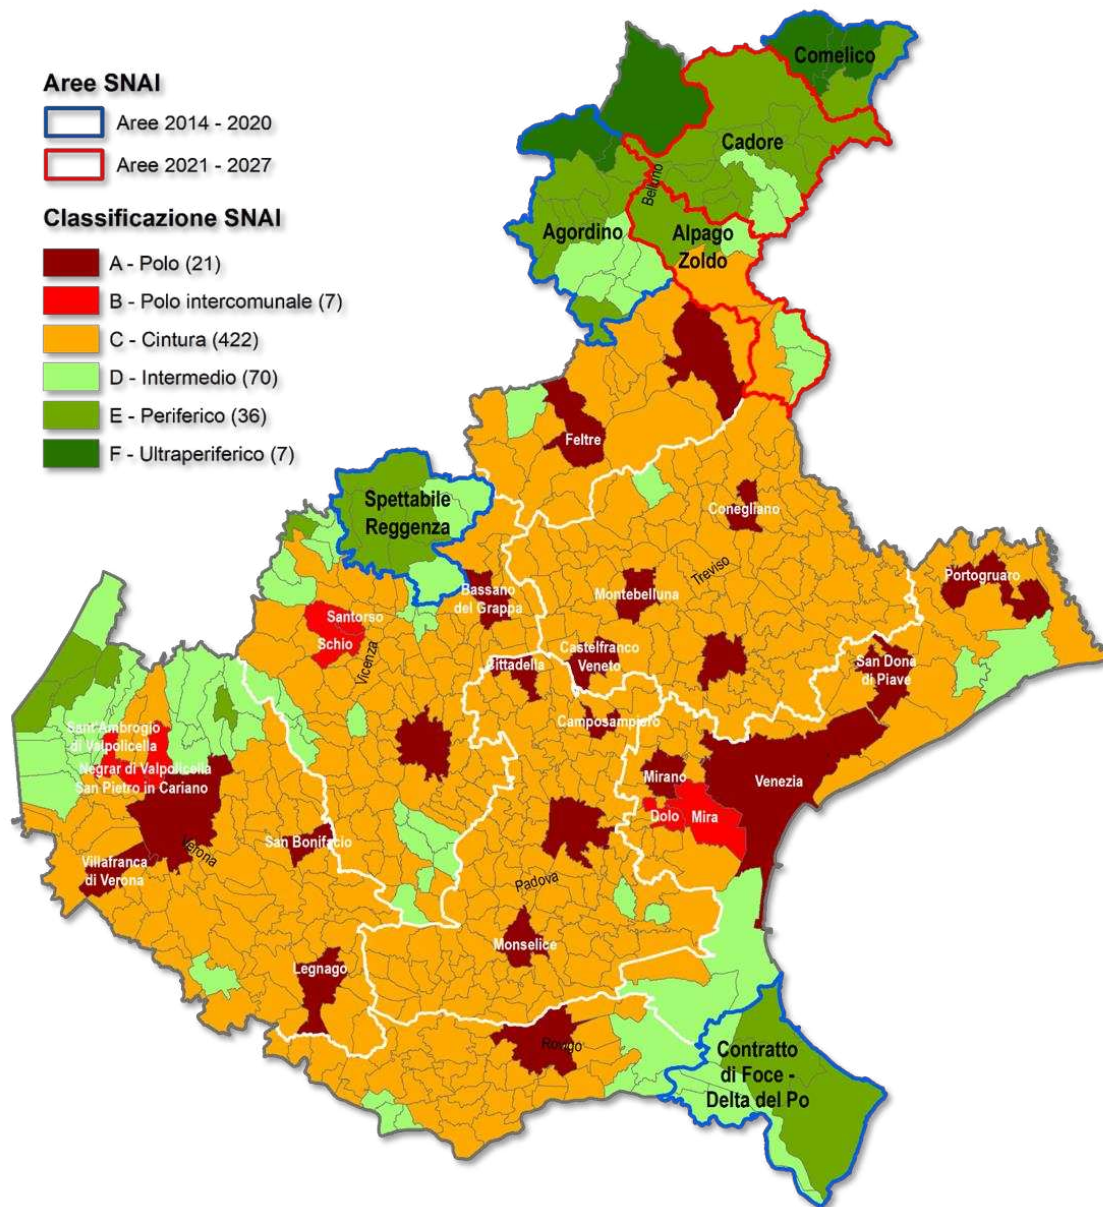 Aree SNAI
Aree 2014 - 2020
Aree 2021 - 2027
Classificazione SNAI
A - Polo (21)
B - Polo intercomunale (7)
C - Cintura (422)
D - Intermedio (70)
E - Periferico (36)
F - Ultraperiferico (7)
Comelico
Cadore
Belluno
Agordino
Alpago
Zoldo
Feltre
Spettabile
Reggenza
Conegliano
Treviso
Portogruaro
Bassano
del Grappa
Montebelluna
Santorso
Schio
Vicenza
Cittadella
Castelfranco
Veneto
San Dona
di Piave
Camposampiero
Sant'Ambrogio
di Valpolicella
Negrar di Valpolicella
San Pietro in Cariano
Mirano
Venezia
Dolo
Mira
San Bonifacio
Verona
Villafranca
di Verona
Padova
Monselice
Legnago
Rovigo
Contratto
di Foce -
Delta del Po